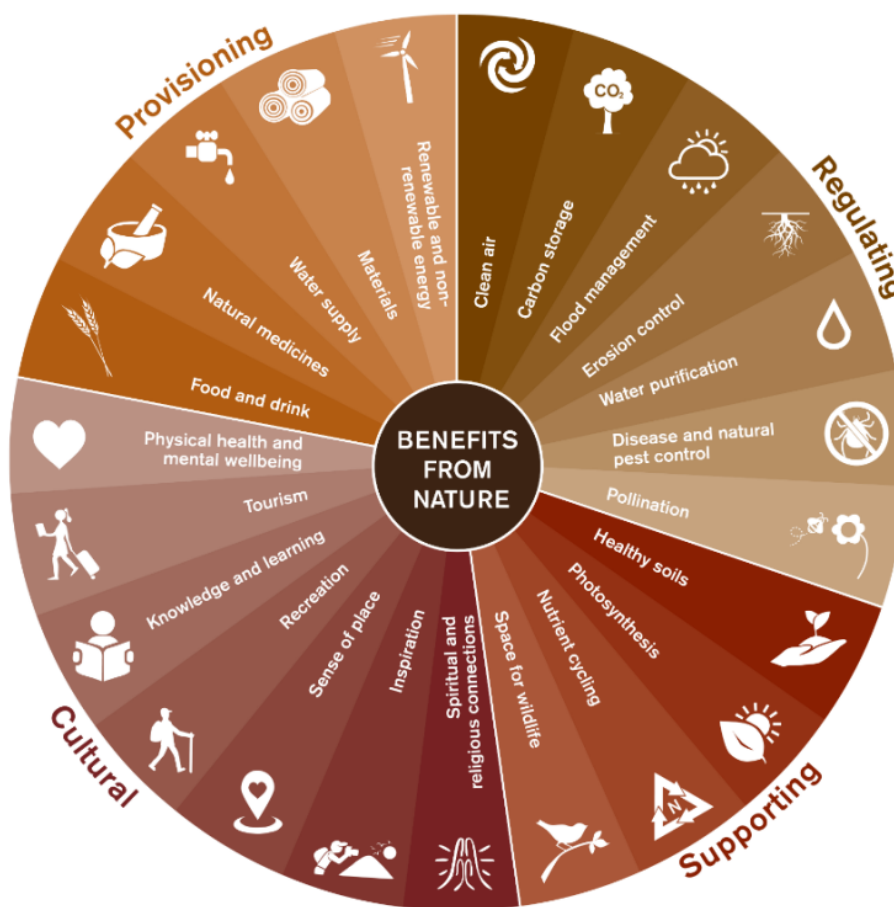 Provisioning
Regulating
Supporting
Cultural
BENEFITS
FROM
NATURE
Clean air
CO₂
Carbon storage
Flood management
Erosion control
Water purification
Disease and natural
pest control
Pollination
Healthy soils
Photosynthesis
N
Nutrient cycling
Space for wildlife
Spiritual and
religious connections
Inspiration
Sense of place
Recreation
Knowledge and learning
Tourism
Physical health and
mental wellbeing
Food and drink
Natural medicines
Water supply
Materials
Renewable and non-
renewable energy